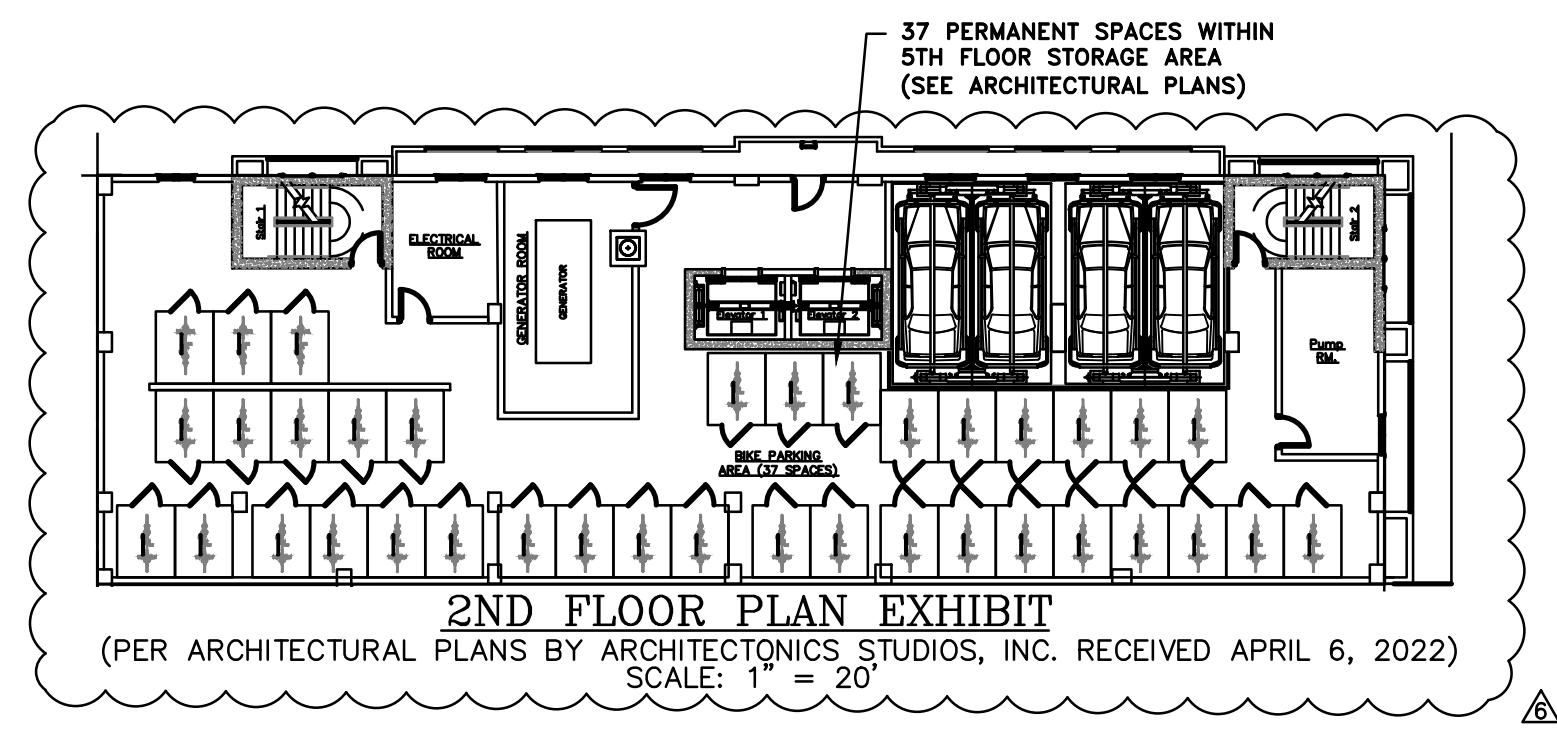 37 PERMANENT SPACES WITHIN
5TH FLOOR STORAGE AREA
(SEE ARCHITECTURAL PLANS)
Stair 1
ELECTRICAL
ROOM
GENERATOR ROOM
GENERATOR
Elevator 1
Elevator 2
Stair 2
Pump
RM.
BIKE PARKING
AREA (37 SPACES)
2ND FLOOR PLAN EXHIBIT
(PER ARCHITECTURAL PLANS BY ARCHITECTONICS STUDIOS, INC. RECEIVED APRIL 6, 2022)
SCALE: 1" = 20'
6